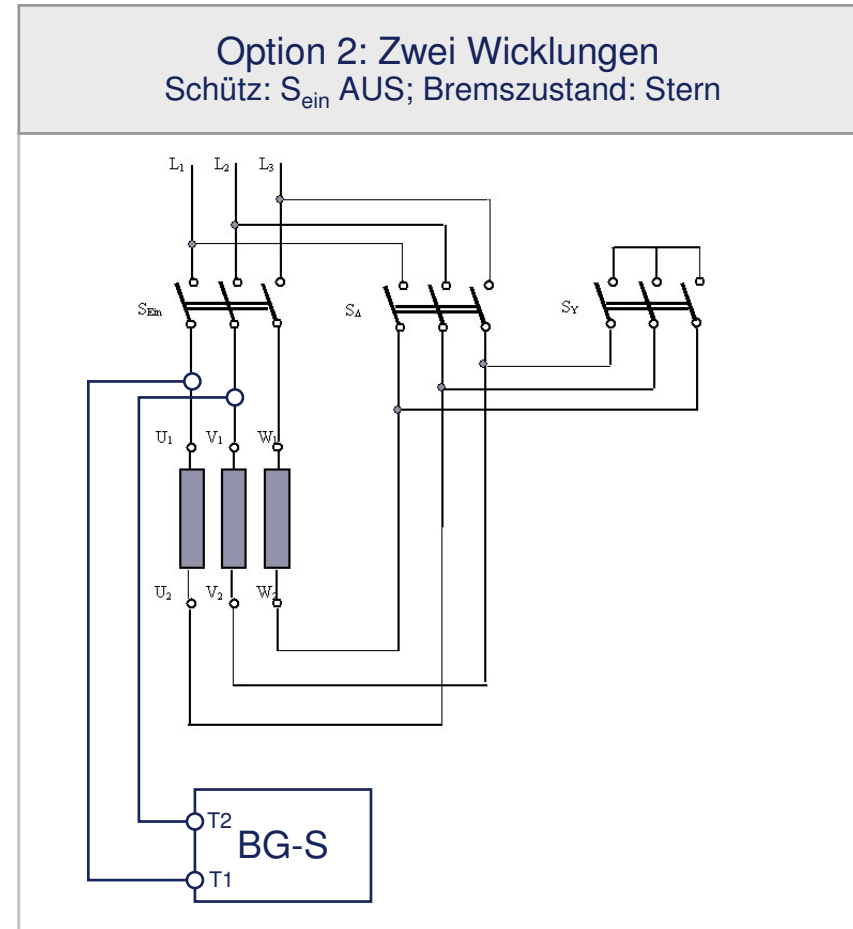 Option 2: Zwei Wicklungen
Schütz: Sein AUS; Bremszustand: Stern
L1 L2 L3
SEin SΔ SY
U1 V1 W1
U2 V2 W2
T2
BG-S
T1